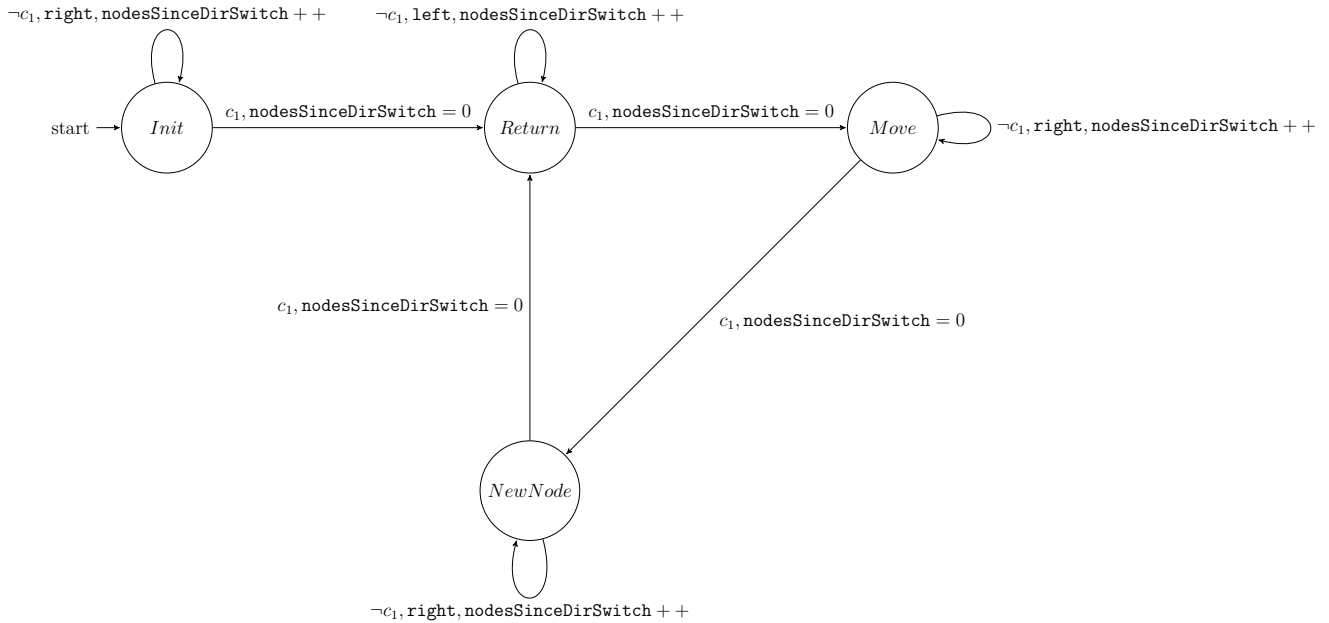 ¬c₁, right, nodesSinceDirSwitch + +
¬c₁, left, nodesSinceDirSwitch + +
start
Init
c₁, nodesSinceDirSwitch = 0
Return
c₁, nodesSinceDirSwitch = 0
Move
¬c₁, right, nodesSinceDirSwitch + +
c₁, nodesSinceDirSwitch = 0
c₁, nodesSinceDirSwitch = 0
NewNode
¬c₁, right, nodesSinceDirSwitch + +